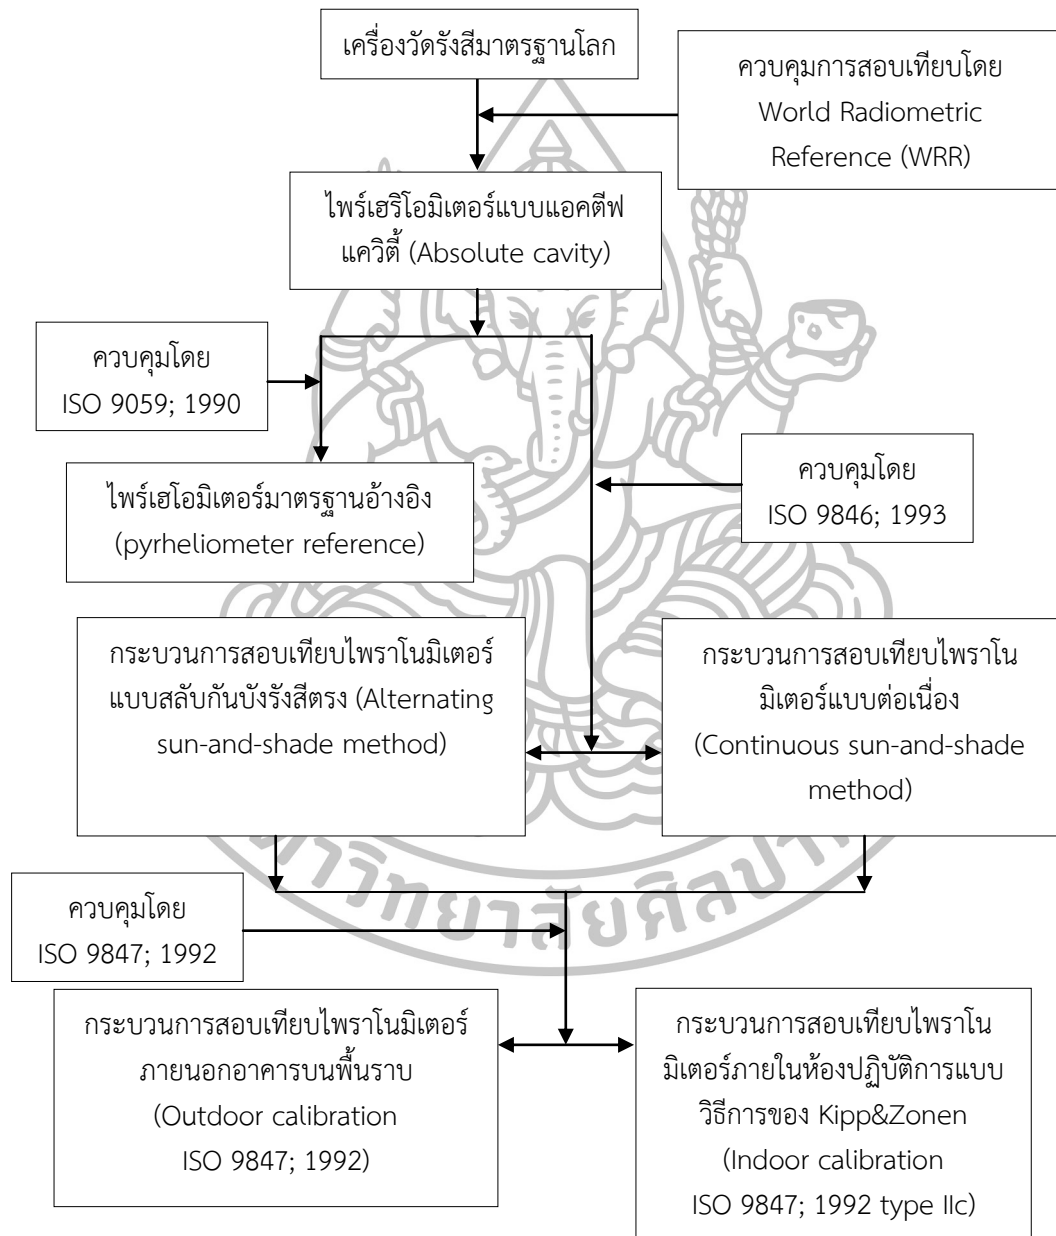 เครื่องวัดรังสีมาตรฐานโลก
ควบคุมการสอบเทียบโดย
World Radiometric
Reference (WRR)
ไพร์เฮริโอมิเตอร์แบบแอคตีฟ
แควิตี้ (Absolute cavity)
ควบคุมโดย
ISO 9059; 1990
ไพร์เฮโอมิเตอร์มาตรฐานอ้างอิง
(pyrheliometer reference)
ควบคุมโดย
ISO 9846; 1993
กระบวนการสอบเทียบไพราโนมิเตอร์
แบบสลับกันบังรังสีตรง (Alternating
sun-and-shade method)
กระบวนการสอบเทียบไพราโน
มิเตอร์แบบต่อเนื่อง
(Continuous sun-and-shade
method)
ควบคุมโดย
ISO 9847; 1992
กระบวนการสอบเทียบไพราโนมิเตอร์
ภายนอกอาคารบนพื้นราบ
(Outdoor calibration
ISO 9847; 1992)
กระบวนการสอบเทียบไพราโน
มิเตอร์ภายในห้องปฏิบัติการแบบ
วิธีการของ Kipp&Zonen
(Indoor calibration
ISO 9847; 1992 type IIc)